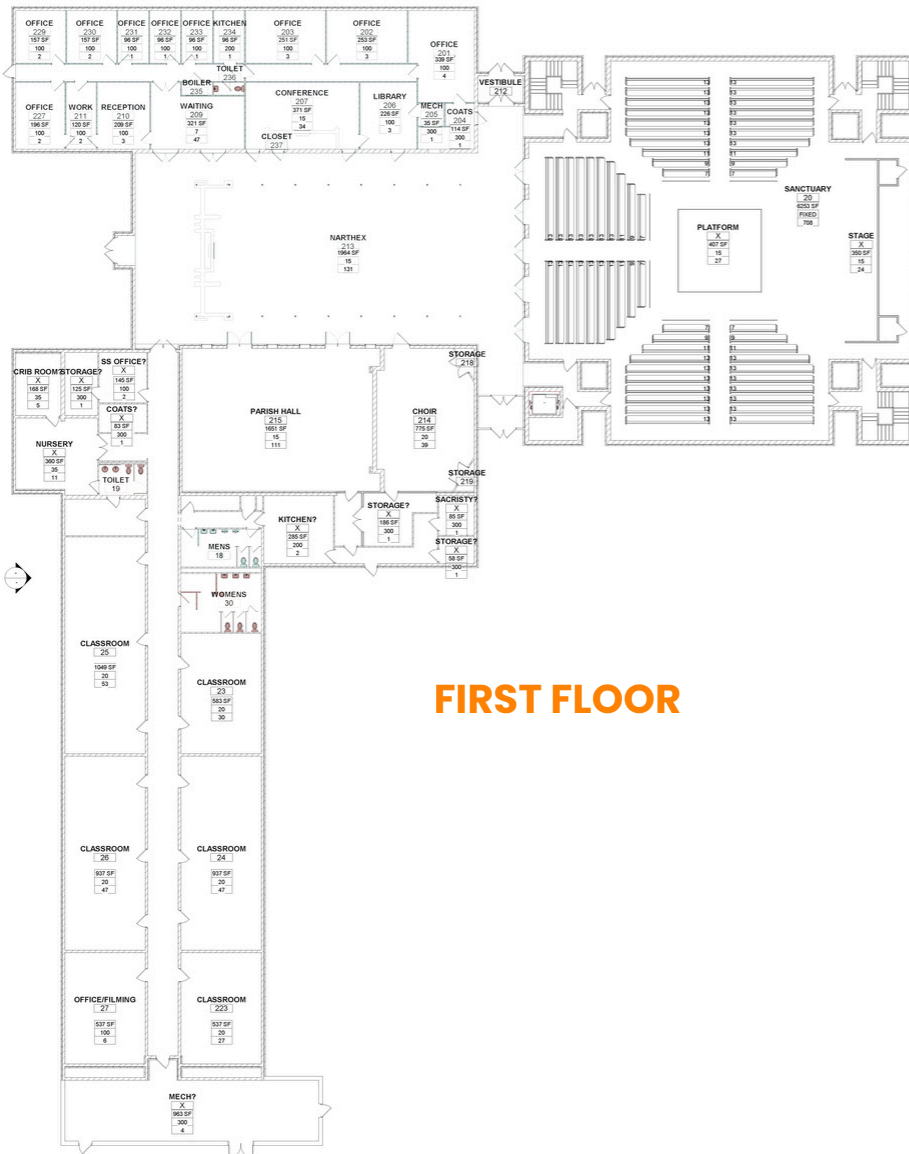 OFFICE
229
157 SF
100
2
OFFICE
230
157 SF
100
2
OFFICE
231
96 SF
100
1
OFFICE
232
96 SF
100
1
OFFICE
233
96 SF
100
1
KITCHEN
234
96 SF
200
1
OFFICE
203
251 SF
100
3
OFFICE
202
253 SF
100
3
OFFICE
201
339 SF
100
4
TOILET
236
BOILER
235
VESTIBULE
212
OFFICE
227
196 SF
100
2
WORK
211
120 SF
100
2
RECEPTION
210
209 SF
100
3
WAITING
209
321 SF
7
47
CONFERENCE
207
371 SF
15
34
CLOSET
237
LIBRARY
206
226 SF
100
3
MECH
205
35 SF
300
1
COATS
204
114 SF
300
1
NARTHEX
213
1964 SF
15
131
SANCTUARY
20
6253 SF
FIXED
708
PLATFORM
X
407 SF
15
27
STAGE
X
350 SF
15
24
CRIB ROOM?
X
168 SF
35
5
STORAGE?
X
125 SF
300
1
SS OFFICE?
X
145 SF
100
2
COATS?
X
83 SF
300
1
NURSERY
X
360 SF
35
11
TOILET
19
PARISH HALL
215
1651 SF
15
111
CHOIR
214
775 SF
20
39
STORAGE
218
STORAGE
219
KITCHEN?
X
285 SF
200
2
STORAGE?
X
186 SF
300
1
SACRISTY?
X
85 SF
300
1
STORAGE?
X
58 SF
300
1
MENS
18
WOMENS
30
CLASSROOM
25
1049 SF
20
53
CLASSROOM
23
583 SF
20
30
FIRST FLOOR
CLASSROOM
26
937 SF
20
47
CLASSROOM
24
937 SF
20
47
OFFICE/FILMING
27
537 SF
100
6
CLASSROOM
223
537 SF
20
27
MECH?
X
963 SF
300
4